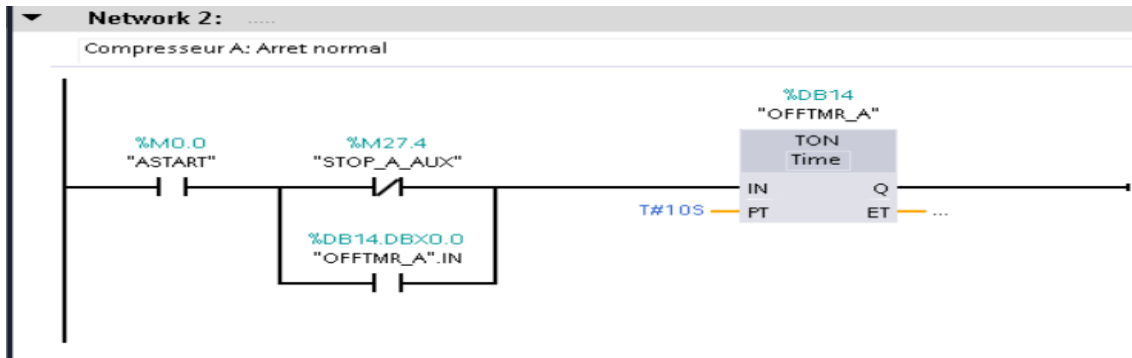 Network 2: .....
Compresseur A: Arret normal
%DB14
"OFFTMR_A"
%M0.0
"ASTART"
%M27.4
"STOP_A_AUX"
TON
Time
IN
Q
T#10S
PT
ET
...
%DB14.DBX0.0
"OFFTMR_A".IN